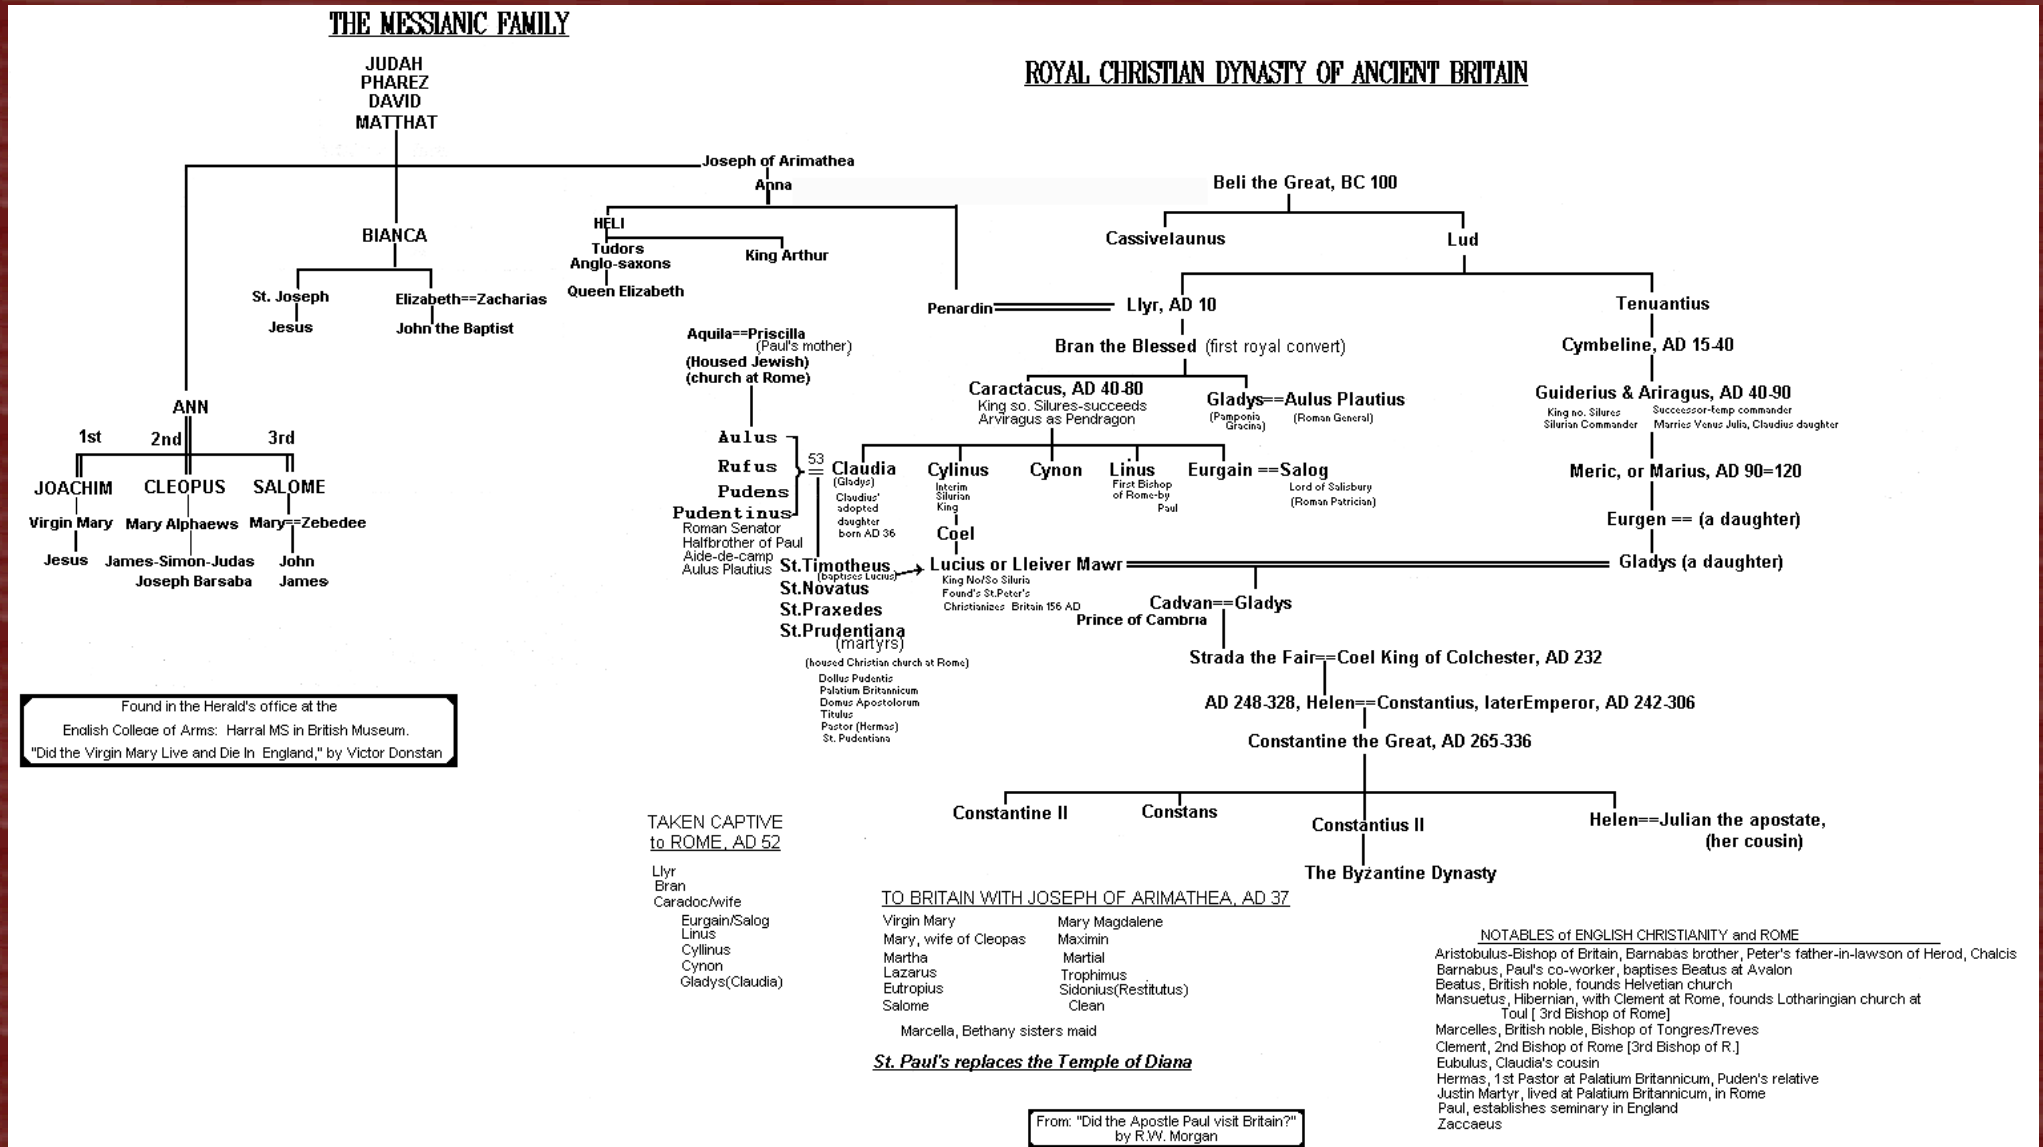 THE MESSIANIC FAMILY
JUDAH
PHAREZ
DAVID
MATTHAT
Joseph of Arimathea
Anna
HELI
Tudors
Anglo-saxons
Queen Elizabeth
King Arthur
BIANCA
St. Joseph
Jesus
Elizabeth==Zacharias
John the Baptist
ANN
1st
2nd
3rd
JOACHIM
CLEOPUS
SALOME
Virgin Mary
Mary Alphaews
Mary==Zebedee
Jesus
James-Simon-Judas
Joseph Barsaba
John
James
Found in the Herald's office at the
English College of Arms: Harral MS in British Museum.
"Did the Virgin Mary Live and Die In England," by Victor Donstan
ROYAL CHRISTIAN DYNASTY OF ANCIENT BRITAIN
Beli the Great, BC 100
Cassivelaunus
Lud
Penardin
Llyr, AD 10
Tenuantius
Bran the Blessed (first royal convert)
Cymbeline, AD 15-40
Aquila==Priscilla
(Paul's mother)
(Housed Jewish)
(church at Rome)
Caractacus, AD 40-80
King so. Silures-succeeds
Arviragus as Pendragon
Gladys==Aulus Plautius
(Pamponia
Gracina)
(Roman General)
Guiderius & Ariragus, AD 40-90
King no. Silures
Silurian Commander
Succeessor-temp commander
Marries Venus Julia, Claudius daughter
Aulus
Rufus
Pudens
Pudentinus
Roman Senator
Halfbrother of Paul
Aide-de-camp
Aulus Plautius
53
Claudia
(Gladys)
Claudius'
adopted
daughter
born AD 36
Cylinus
Interim
Silurian
King
Coel
Cynon
Linus
First Bishop
of Rome-by
Paul
Eurgain ==Salog
Lord of Salisbury
(Roman Patrician)
Meric, or Marius, AD 90=120
Eurgen == (a daughter)
Gladys (a daughter)
St.Timotheus
(baptises Lucius)
St.Novatus
St.Praxedes
St.Prudentiana
(martyrs)
(housed Christian church at Rome)
Dollus Pudentis
Palatium Britannicum
Domus Apostolorum
Titulus
Pastor (Hermas)
St. Pudentiana
Lucius or Lleiver Mawr
King No/So Siluria
Found's St.Peter's
Christianizes Britain 156 AD
Cadvan==Gladys
Prince of Cambria
Strada the Fair==Coel King of Colchester, AD 232
AD 248-328, Helen==Constantius, laterEmperor, AD 242-306
Constantine the Great, AD 265-336
Constantine II
Constans
Constantius II
Helen==Julian the apostate,
(her cousin)
The Byzantine Dynasty
TAKEN CAPTIVE
to ROME, AD 52
Llyr
Bran
Caradoc/wife
Eurgain/Salog
Linus
Cyllinus
Cynon
Gladys(Claudia)
TO BRITAIN WITH JOSEPH OF ARIMATHEA, AD 37
Virgin Mary
Mary, wife of Cleopas
Martha
Lazarus
Eutropius
Salome
Mary Magdalene
Maximin
Martial
Trophimus
Sidonius(Restitutus)
Clean
Marcella, Bethany sisters maid
St. Paul's replaces the Temple of Diana
From: "Did the Apostle Paul visit Britain?"
by R.W. Morgan
NOTABLES of ENGLISH CHRISTIANITY and ROME
Aristobulus-Bishop of Britain, Barnabas brother, Peter's father-in-lawson of Herod, Chalcis
Barnabus, Paul's co-worker, baptises Beatus at Avalon
Beatus, British noble, founds Helvetian church
Mansuetus, Hibernian, with Clement at Rome, founds Lotharingian church at
Toul [ 3rd Bishop of Rome]
Marcelles, British noble, Bishop of Tongres/Treves
Clement, 2nd Bishop of Rome [3rd Bishop of R.]
Eubulus, Claudia's cousin
Hermas, 1st Pastor at Palatium Britannicum, Puden's relative
Justin Martyr, lived at Palatium Britannicum, in Rome
Paul, establishes seminary in England
Zaccaeus